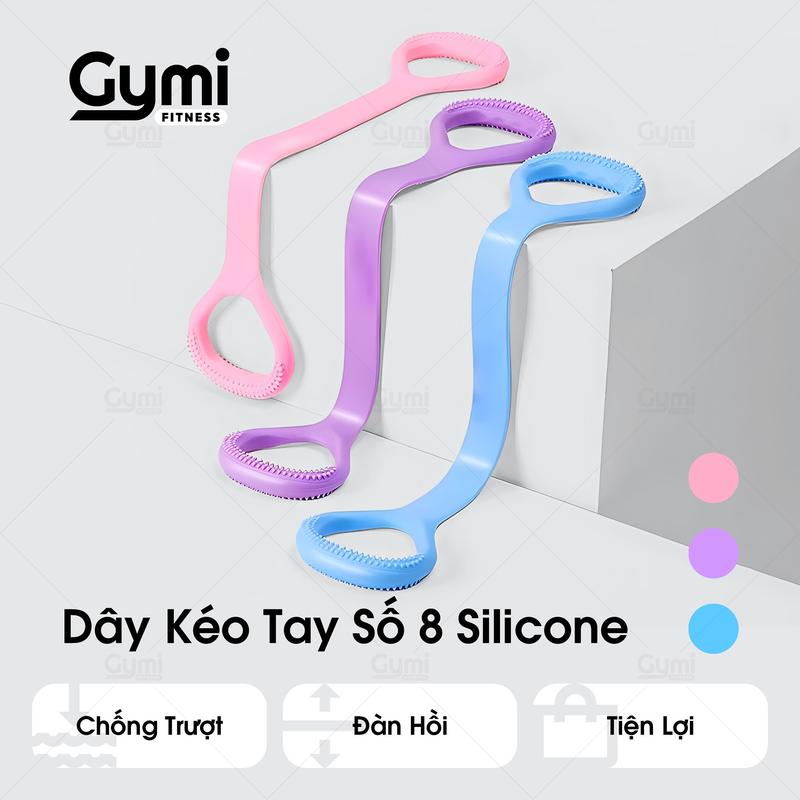 Gymi
FITNESS
Dây Kéo Tay Số 8 Silicone
Chống Trượt
Đàn Hồi
Tiện Lợi